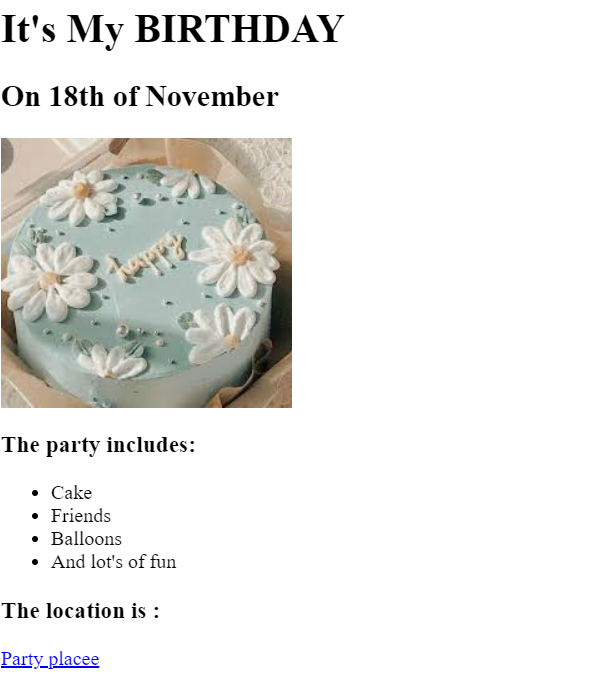 It's My BIRTHDAY
On 18th of November
happy
The party includes:
Cake
Friends
Balloons
And lot's of fun
The location is :
Party placee